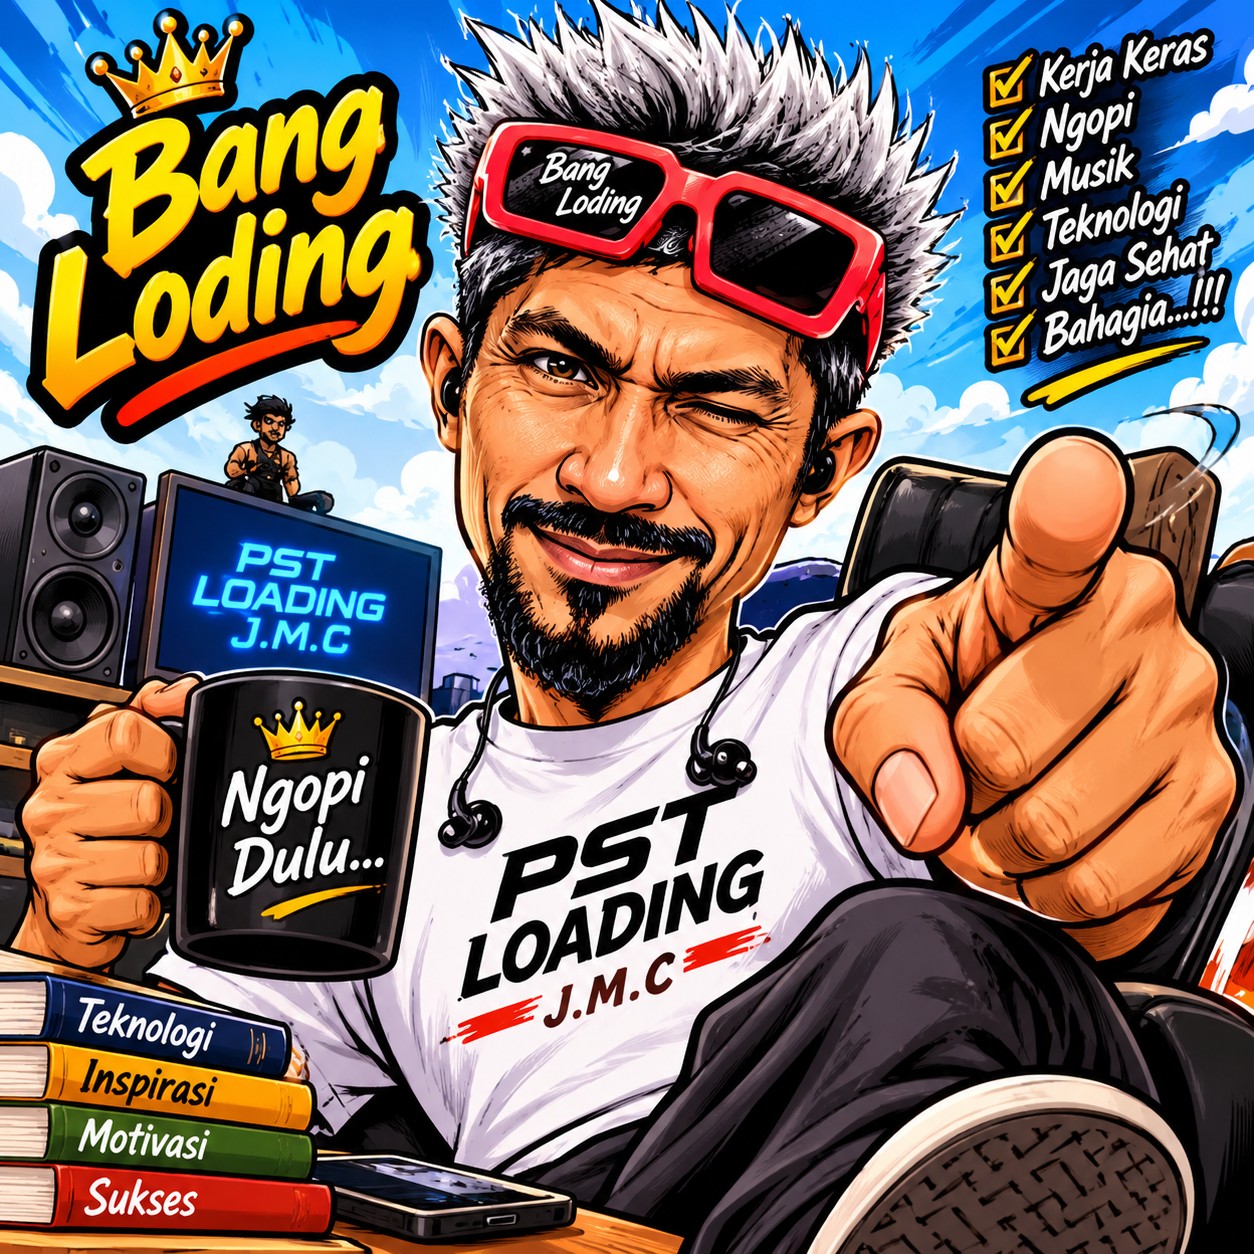 Bang
Loding
Kerja Keras
Ngopi
Musik
Teknologi
Jaga Sehat
Bahagia...!!!
Bang
Loding
PST
LOADING
J.M.C
Ngopi
Dulu...
PST
LOADING
J.M.C
Teknologi
Inspirasi
Motivasi
Sukses